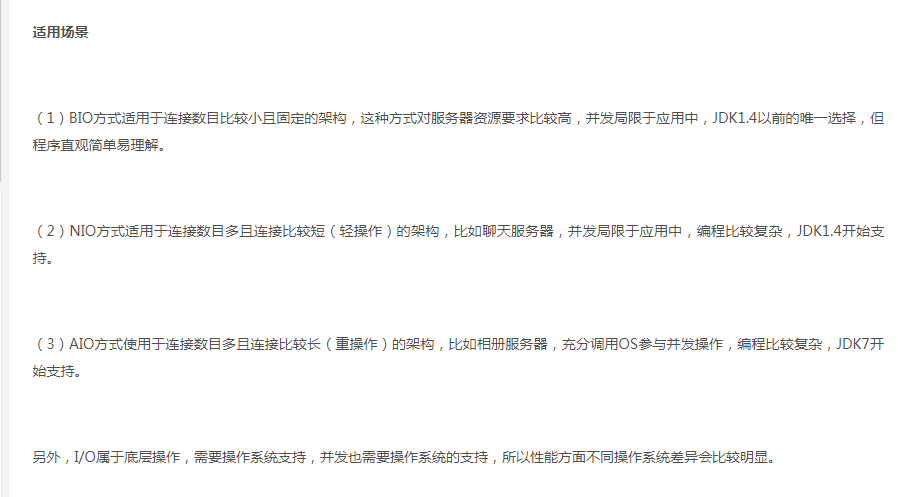 适用场景
（1）BIO方式适用于连接数目比较小且固定的架构，这种方式对服务器资源要求比较高，并发局限于应用中，JDK1.4以前的唯一选择，但
程序直观简单易理解。
（2）NIO方式适用于连接数目多且连接比较短（轻操作）的架构，比如聊天服务器，并发局限于应用中，编程比较复杂，JDK1.4开始支
持。
（3）AIO方式使用于连接数目多且连接比较长（重操作）的架构，比如相册服务器，充分调用OS参与并发操作，编程比较复杂，JDK7开
始支持。
另外，I/O属于底层操作，需要操作系统支持，并发也需要操作系统的支持，所以性能方面不同操作系统差异会比较明显。